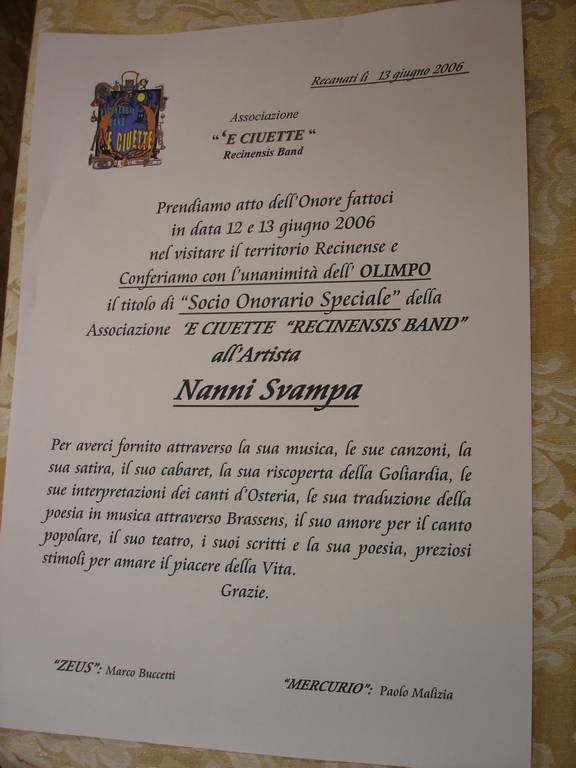 Recanati lì 13 giugno 2006
RECINENSIS
BAND
'E CIUETTE
Associazione
“ ‘E CIUETTE “
Recinensis Band
Prendiamo atto dell'Onore fattoci
in data 12 e 13 giugno 2006
nel visitare il territorio Recinense e
Conferiamo con l'unanimità dell' OLIMPO
il titolo di “Socio Onorario Speciale” della
Associazione 'E CIUETTE “RECINENSIS BAND”
all'Artista
Nanni Svampa
Per averci fornito attraverso la sua musica, le sue canzoni, la
sua satira, il suo cabaret, la sua riscoperta della Goliardia, le
sue interpretazioni dei canti d'Osteria, le sua traduzione della
poesia in musica attraverso Brassens, il suo amore per il canto
popolare, il suo teatro, i suoi scritti e la sua poesia, preziosi
stimoli per amare il piacere della Vita.
Grazie.
“ZEUS”: Marco Buccetti
“MERCURIO”: Paolo Malizia